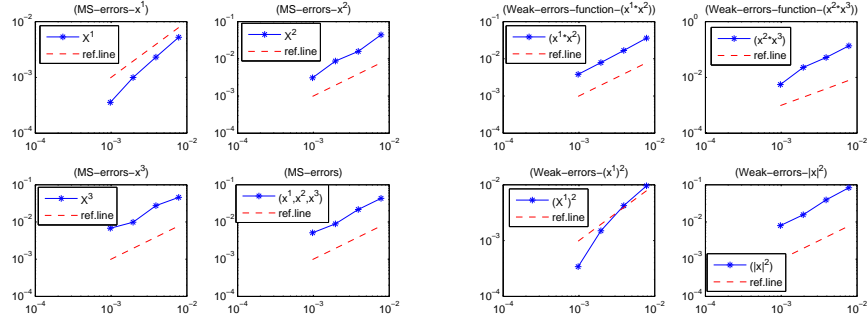 (MS−errors−x¹)
10⁻²
10⁻³
10⁻⁴
10⁻⁴ 10⁻³ 10⁻²
X¹
ref.line
(MS−errors−x²)
10⁻¹
10⁻²
10⁻³
10⁻⁴
10⁻⁴ 10⁻³ 10⁻²
X²
ref.line
(Weak−errors−function−(x¹*x²))
10⁻¹
10⁻²
10⁻³
10⁻⁴
10⁻⁴ 10⁻³ 10⁻²
(x¹*x²)
ref.line
(Weak−errors−function−(x²*x³)
10⁰
10⁻²
10⁻⁴
10⁻⁴ 10⁻³ 10⁻²
(x²*x³)
ref.line
(MS−errors−x³)
10⁻¹
10⁻²
10⁻³
10⁻⁴
10⁻⁴ 10⁻³ 10⁻²
X³
ref.line
(MS−errors)
10⁻¹
10⁻²
10⁻³
10⁻⁴
10⁻⁴ 10⁻³ 10⁻²
(x¹,x²,x³)
ref.line
(Weak−errors−(x¹)²
10⁻²
10⁻³
10⁻⁴
10⁻⁴ 10⁻³ 10⁻²
(X¹)²
ref.line
(Weak−errors−|x|²)
10⁻¹
10⁻²
10⁻³
10⁻⁴
10⁻⁴ 10⁻³ 10⁻²
(|x|²)
ref.line